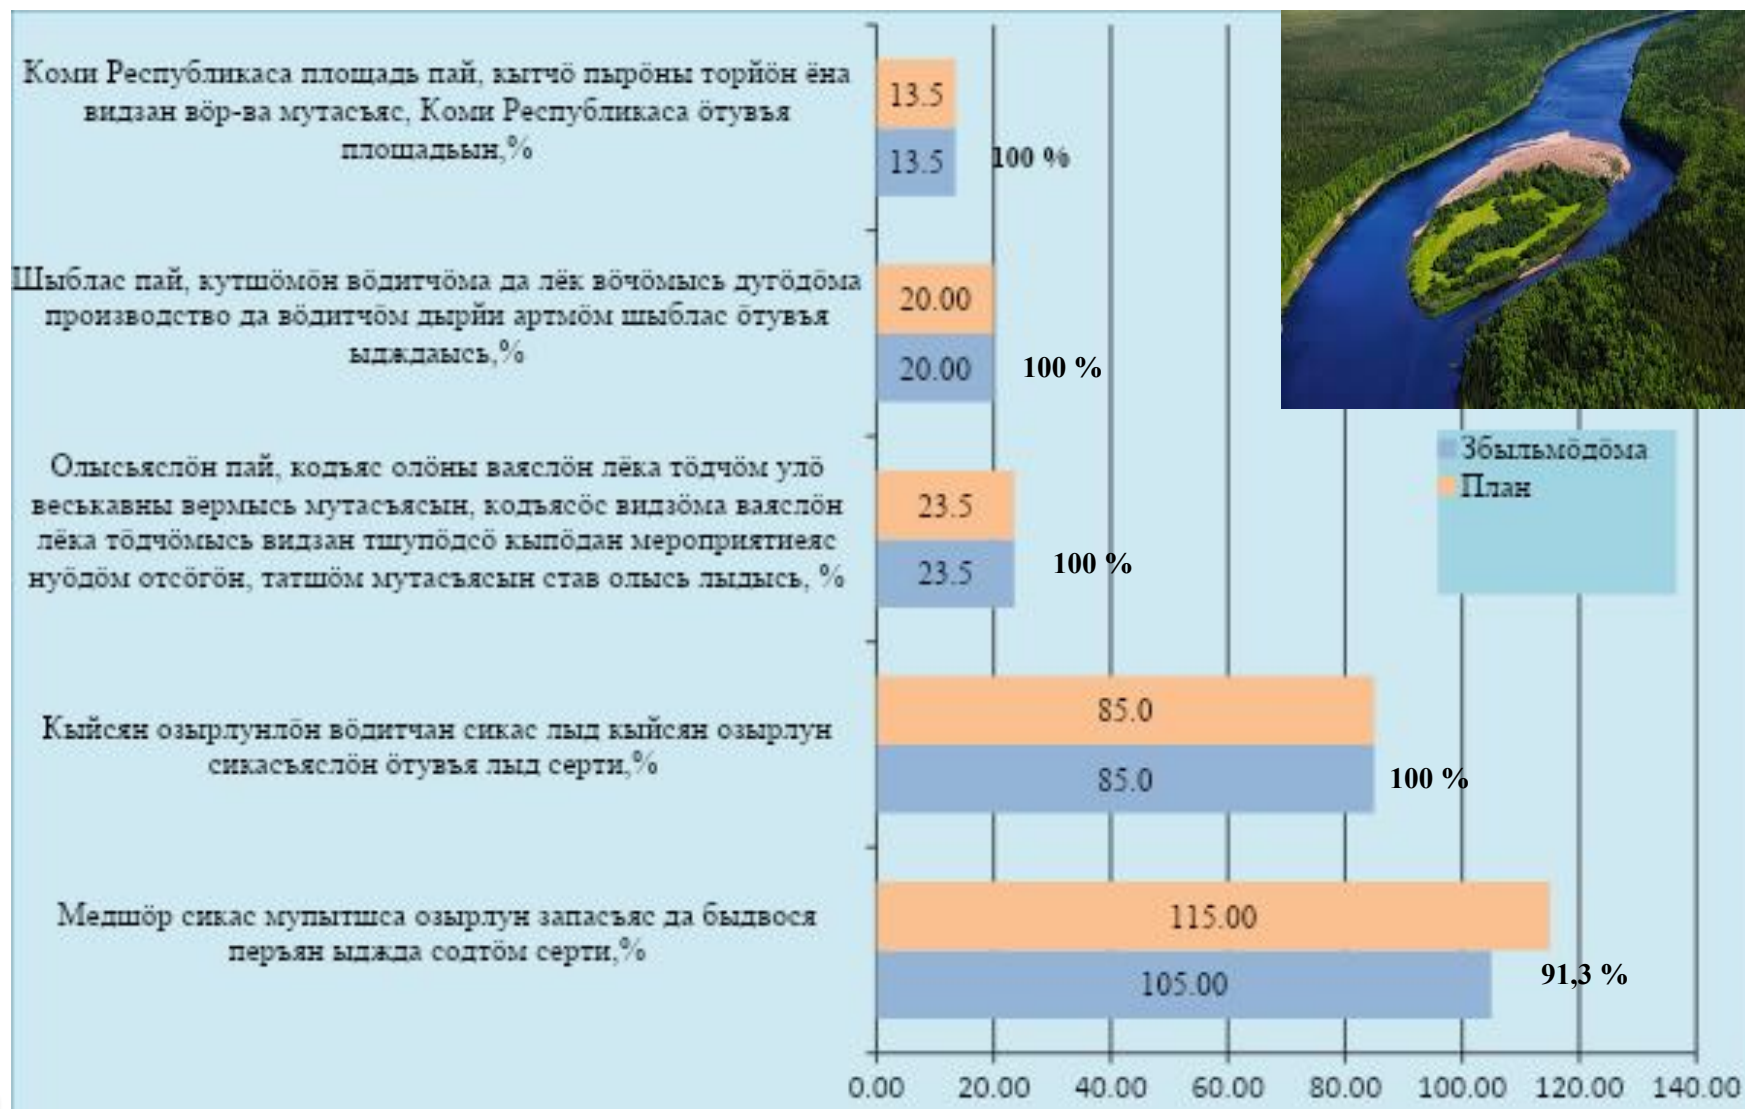 Коми Республикаса площадь пай, кытчӧ пырӧны торйӧн ёна
видзан вӧр-ва мутасъяс, Коми Республикаса ӧтувъя
площадьын,%
13.5
13.5
100 %
Шыблас пай, кутшӧмӧн вӧдитчӧма да лёк вӧчӧмысь дугӧдӧма
производство да вӧдитчӧм дырйи артмӧм шыблас ӧтувъя
ыдждаысь,%
20.00
20.00
100 %
Олысьяслӧн пай, кодъяс олӧны ваяслӧн лёка тӧдчӧм улӧ
веськавны вермысь мутасъясын, кодъясӧс видзӧма ваяслӧн
лёка тӧдчӧмысь видзан тшупӧдсӧ кыпӧдан мероприятиеяс
нуӧдӧм отсӧгӧн, татшӧм мутасъясын став олысь лыдысь, %
23.5
23.5
100 %
Збыльмӧдӧма
План
Кыйсян озырлунлӧн вӧдитчан сикас лыд кыйсян озырлун
сикасъяслӧн ӧтувъя лыд серти,%
85.0
85.0
100 %
Медшӧр сикас мупытшса озырлун запасъяс да быдвося
перъян ыджда содтӧм серти,%
115.00
105.00
91,3 %
0.00 20.00 40.00 60.00 80.00 100.00 120.00 140.00